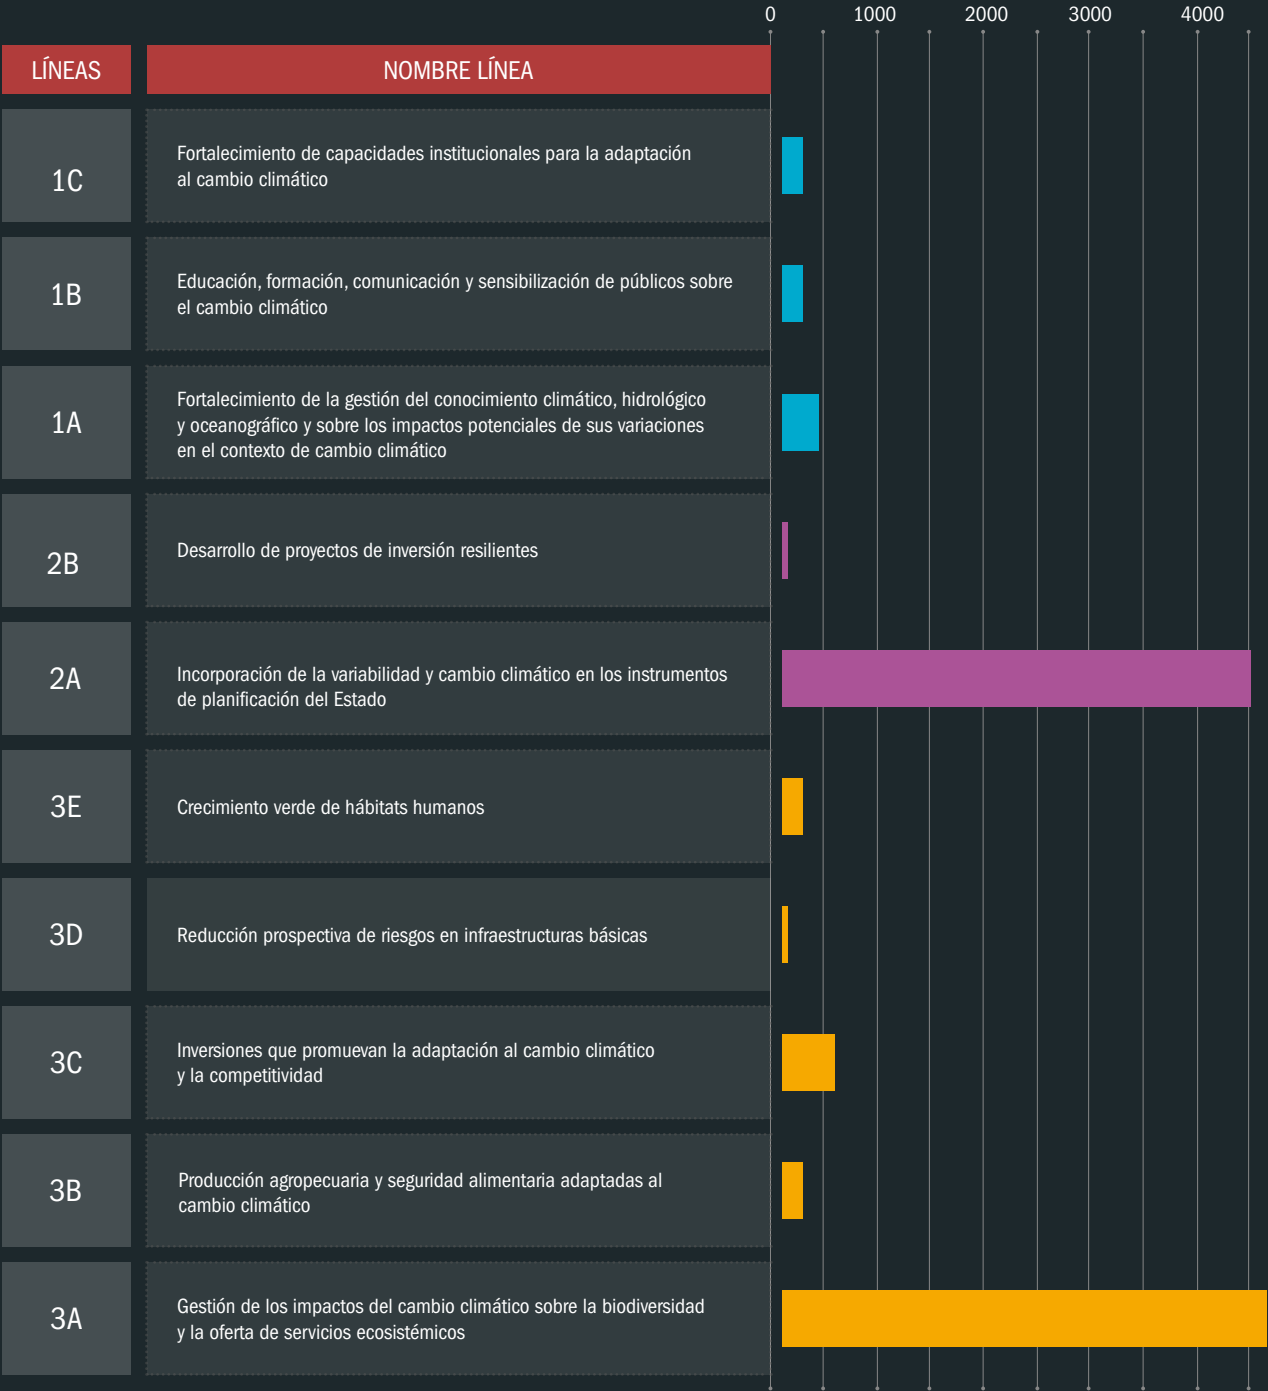 0 1000 2000 3000 4000
LÍNEAS NOMBRE LÍNEA
1C
Fortalecimiento de capacidades institucionales para la adaptación
al cambio climático
1B
Educación, formación, comunicación y sensibilización de públicos sobre
el cambio climático
1A
Fortalecimiento de la gestión del conocimiento climático, hidrológico
y oceanográfico y sobre los impactos potenciales de sus variaciones
en el contexto de cambio climático
2B
Desarrollo de proyectos de inversión resilientes
2A
Incorporación de la variabilidad y cambio climático en los instrumentos
de planificación del Estado
3E
Crecimiento verde de hábitats humanos
3D
Reducción prospectiva de riesgos en infraestructuras básicas
3C
Inversiones que promuevan la adaptación al cambio climático
y la competitividad
3B
Producción agropecuaria y seguridad alimentaria adaptadas al
cambio climático
3A
Gestión de los impactos del cambio climático sobre la biodiversidad
y la oferta de servicios ecosistémicos